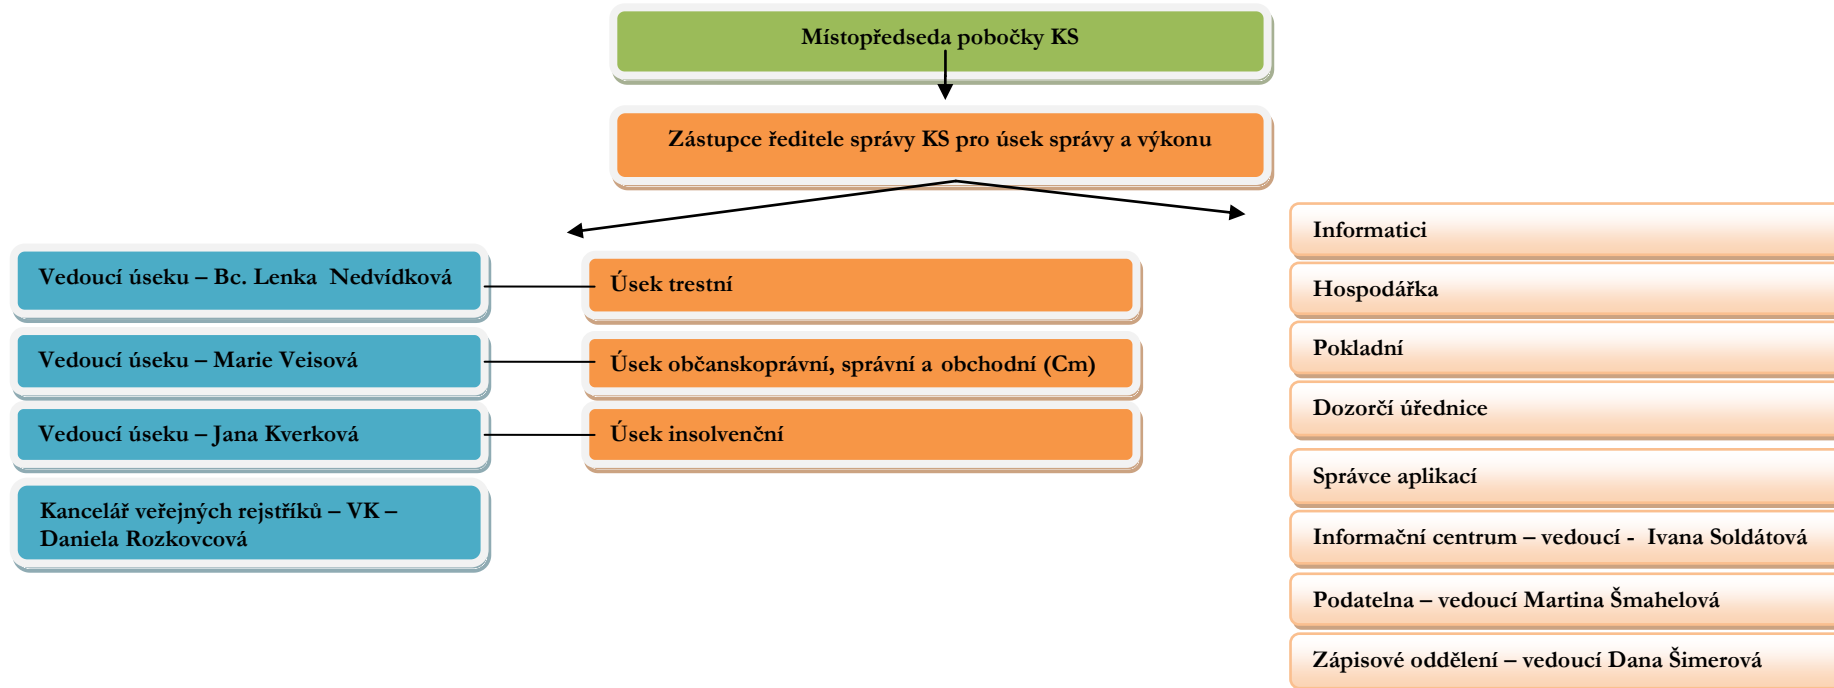 Místopředseda pobočky KS
Zástupce ředitele správy KS pro úsek správy a výkonu
Vedoucí úseku – Bc. Lenka  Nedvídková
Úsek trestní
Vedoucí úseku – Marie Veisová
Úsek občanskoprávní, správní a obchodní (Cm)
Vedoucí úseku – Jana Kverková
Úsek insolvenční
Kancelář veřejných rejstříků – VK –
Daniela Rozkovcová
Informatici
Hospodářka
Pokladní
Dozorčí úřednice
Správce aplikací
Informační centrum – vedoucí -  Ivana Soldátová
Podatelna – vedoucí Martina Šmahelová
Zápisové oddělení – vedoucí Dana Šimerová